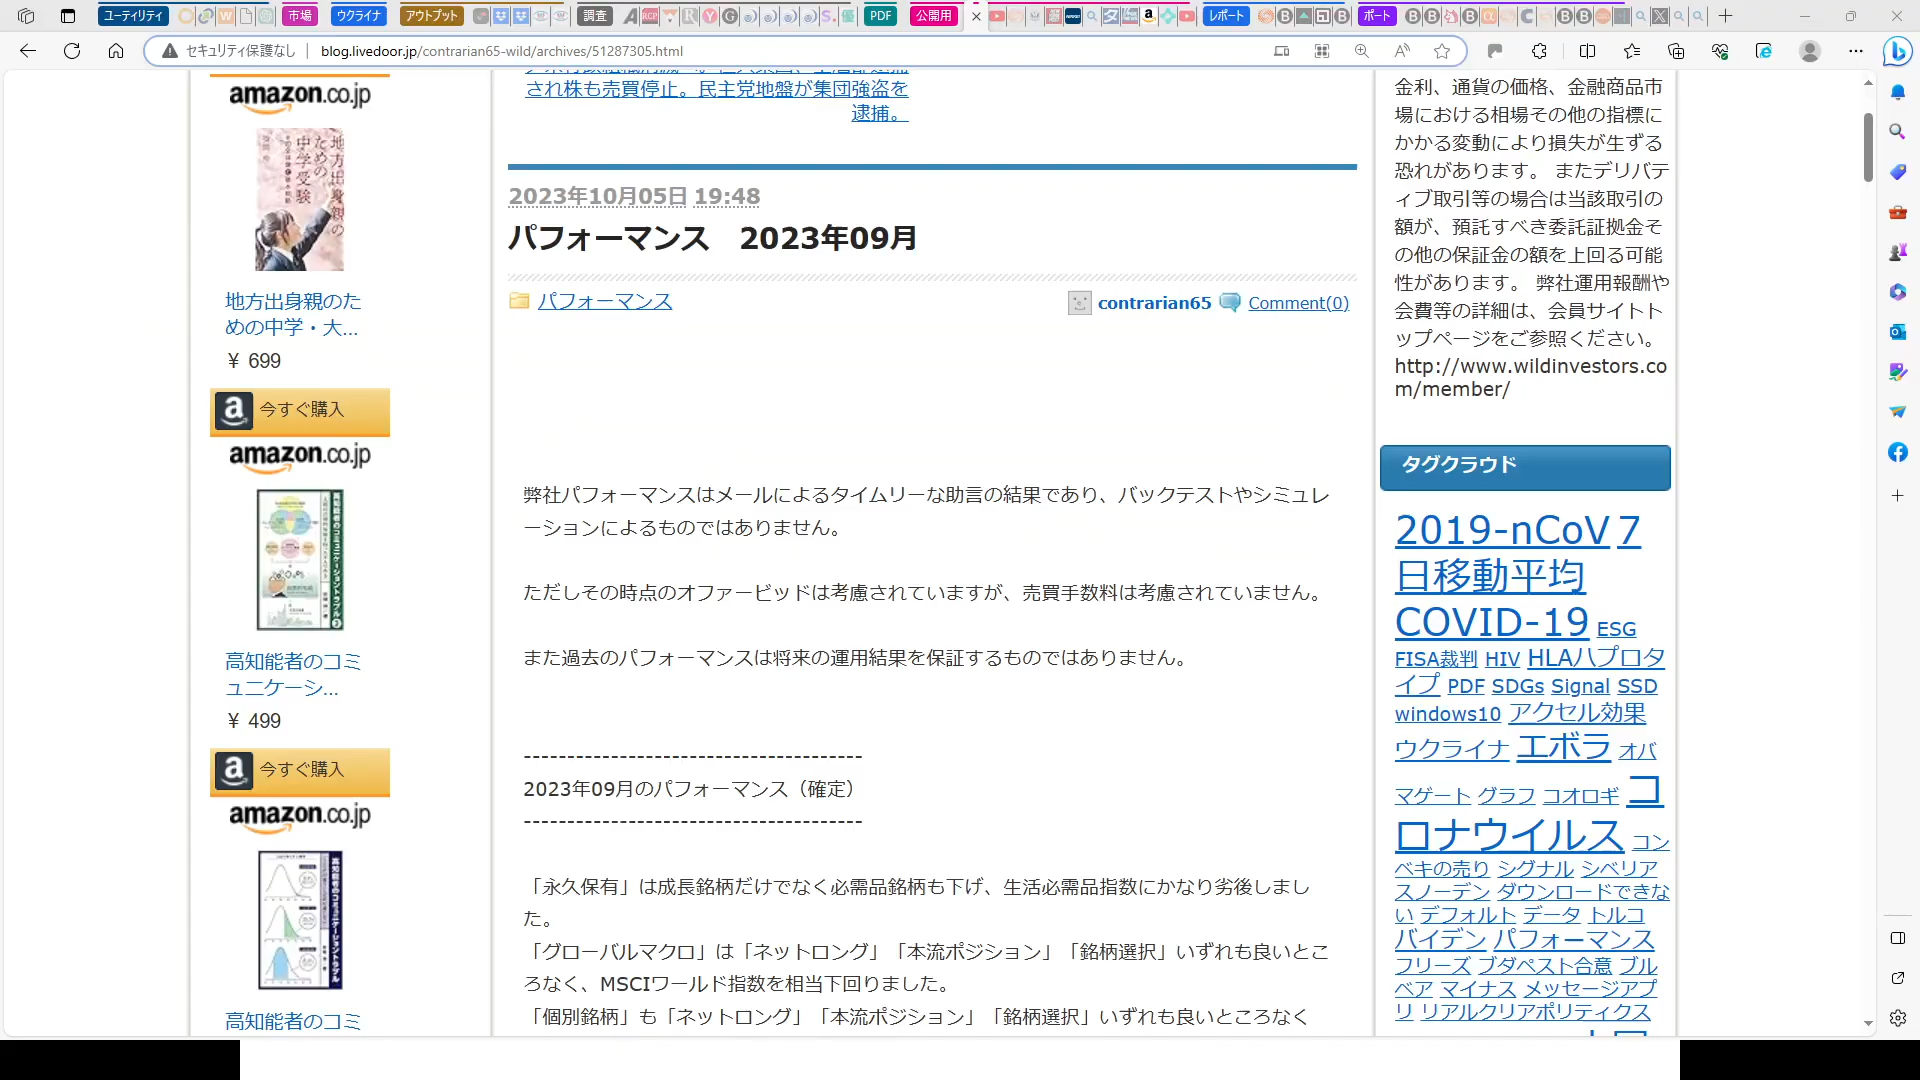 ユーティリティ
市場
ウクライナ
アウトプット
調査
PDF
公開用
レポート
ポート
セキュリティ保護なし
blog.livedoor.jp/contrarian65-wild/archives/51287305.html
amazon.co.jp
地方出身親の
ための
中学受験
地方出身親のた
めの中学・大...
￥ 699
今すぐ購入
amazon.co.jp
高知能者のコミ
ュニケーシ...
￥ 499
今すぐ購入
amazon.co.jp
高知能者のコミ
され株も売買停止。民主党地盤が集団強盗を
逮捕。
2023年10月05日 19:48
パフォーマンス　2023年09月
パフォーマンス
contrarian65 Comment(0)
弊社パフォーマンスはメールによるタイムリーな助言の結果であり、バックテストやシミュレ
ーションによるものではありません。
ただしその時点のオファービッドは考慮されていますが、売買手数料は考慮されていません。
また過去のパフォーマンスは将来の運用結果を保証するものではありません。
---------------------------------------
2023年09月のパフォーマンス（確定）
---------------------------------------
「永久保有」は成長銘柄だけでなく必需品銘柄も下げ、生活必需品指数にかなり劣後しまし
た。
「グローバルマクロ」は「ネットロング」「本流ポジション」「銘柄選択」いずれも良いとこ
ろなく、MSCIワールド指数を相当下回りました。
「個別銘柄」も「ネットロング」「本流ポジション」「銘柄選択」いずれも良いところなく
金利、通貨の価格、金融商品市
場における相場その他の指標に
かかる変動により損失が生ずる
恐れがあります。 またデリバテ
ィブ取引等の場合は当該取引の
額が、預託すべき委託証拠金そ
の他の保証金の額を上回る可能
性があります。 弊社運用報酬や
会費等の詳細は、会員サイトト
ップページをご参照ください。
http://www.wildinvestors.co
m/member/
タグクラウド
2019-nCoV 7
日移動平均
COVID-19 ESG
FISA裁判 HIV HLAハプロタ
イプ PDF SDGs Signal SSD
windows10 アクセル効果
ウクライナ エボラ オバ
マゲート グラフ コオロギ コ
ロナウイルス コン
ベキの売り シグナル シベリア
スノーデン ダウンロードできな
い デフォルト データ トルコ
バイデン パフォーマンス
フリーズ ブダペスト合意 ブル
ベア マイナス メッセージアプ
リ リアルクリアポリティクス